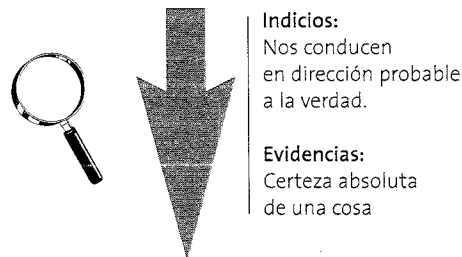 Indicios:
Nos conducen
en dirección probable
a la verdad.
Evidencias:
Certeza absoluta
de una cosa